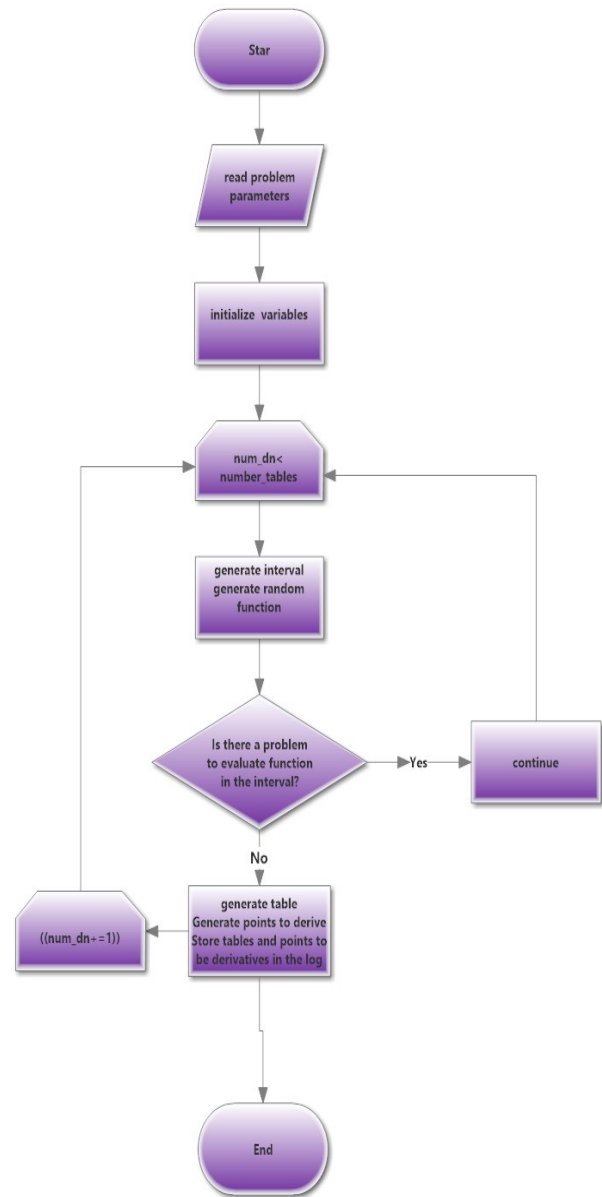 Star
read problem
parameters
initialize variables
num_dn<
number_tables
generate interval
generate random
function
Is there a problem
to evaluate function
in the interval?
Yes
continue
No
generate table
Generate points to derive
Store tables and points to
be derivatives in the log
((num_dn+=1))
End